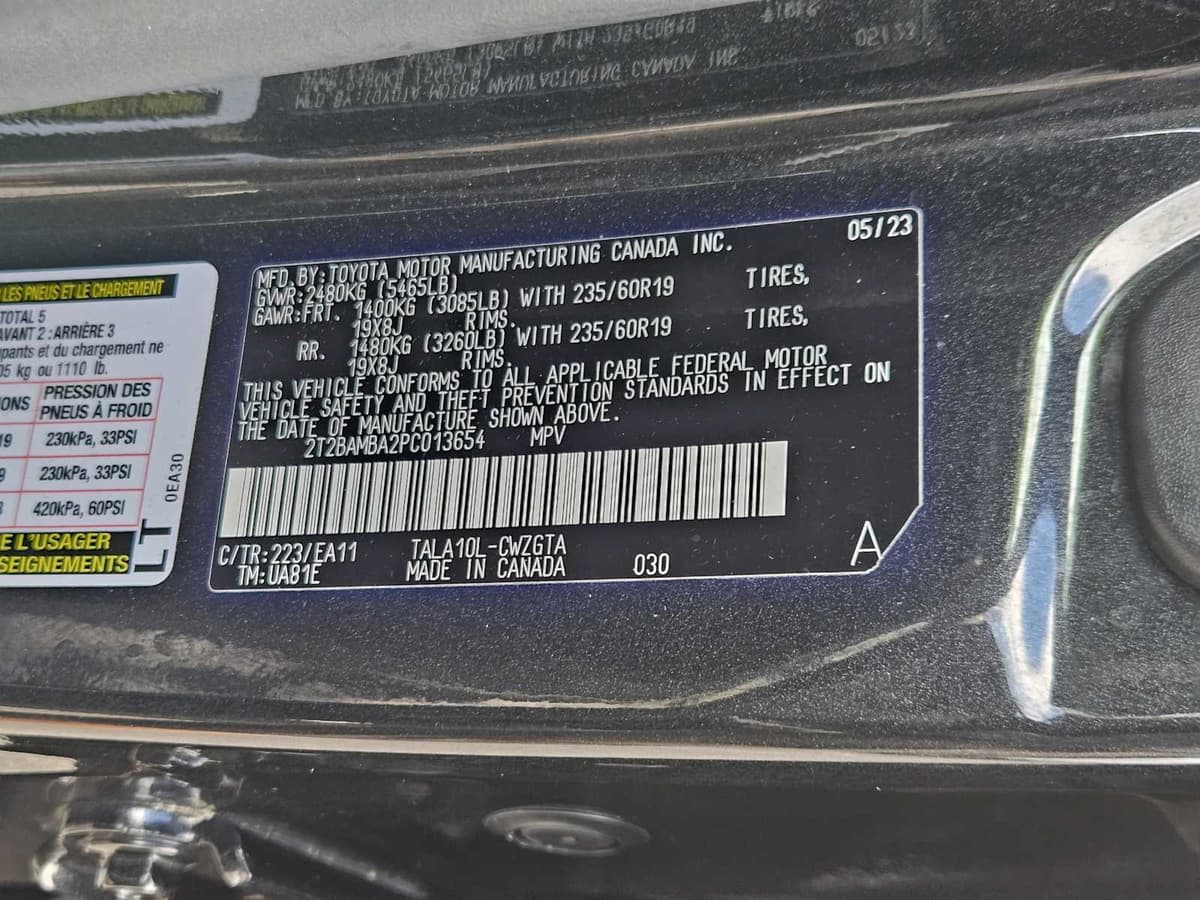 LES PNEUS ET LE CHARGEMENT
TOTAL 5
AVANT 2 : ARRIÈRE 3
et du chargement ne
kg ou 1110 lb.
PRESSION DES
PNEUS À FROID
230kPa, 33PSI
230kPa, 33PSI
420kPa, 60PSI
L'USAGER
0EA30
LT
05/23
MFD. BY: TOYOTA MOTOR MANUFACTURING CANADA INC.
GVWR: 2480KG (5465LB)
GAWR: FRT. 1400KG (3085LB) WITH 235/60R19 TIRES,
19X8J RIMS.
RR. 1480KG (3260LB) WITH 235/60R19 TIRES,
19X8J RIMS.
THIS VEHICLE CONFORMS TO ALL APPLICABLE FEDERAL MOTOR
VEHICLE SAFETY AND THEFT PREVENTION STANDARDS IN EFFECT ON
THE DATE OF MANUFACTURE SHOWN ABOVE.
2T2BAMBA2PC013654 MPV
C/TR: 223/EA11 TALA10L-CWZGTA
TM: UA81E MADE IN CANADA 030
A